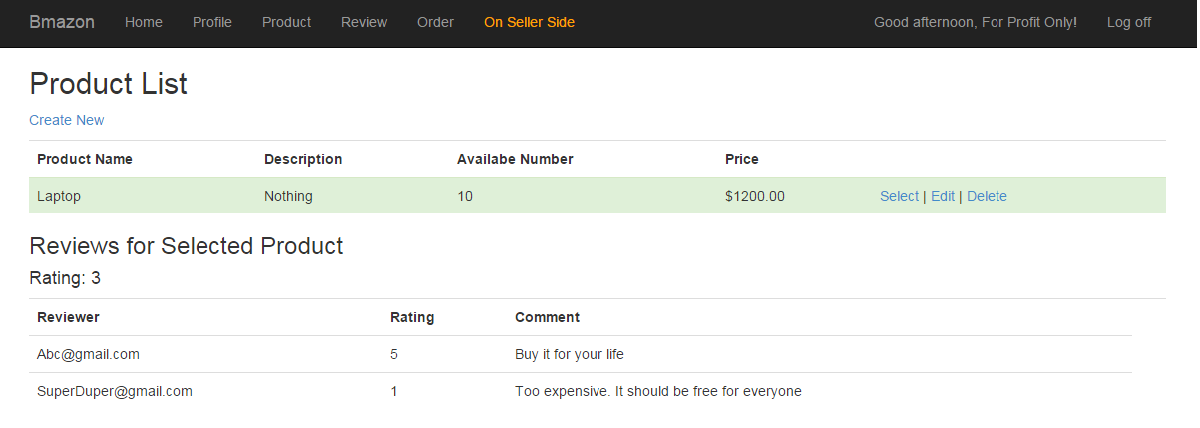 Bmazon Home Profile Product Review Order On Seller Side Good afternoon, For Profit Only! Log off
Product List
Create New
Product Name Description Availabe Number Price
Laptop Nothing 10 $1200.00 Select | Edit | Delete
Reviews for Selected Product
Rating: 3
Reviewer Rating Comment
Abc@gmail.com 5 Buy it for your life
SuperDuper@gmail.com 1 Too expensive. It should be free for everyone